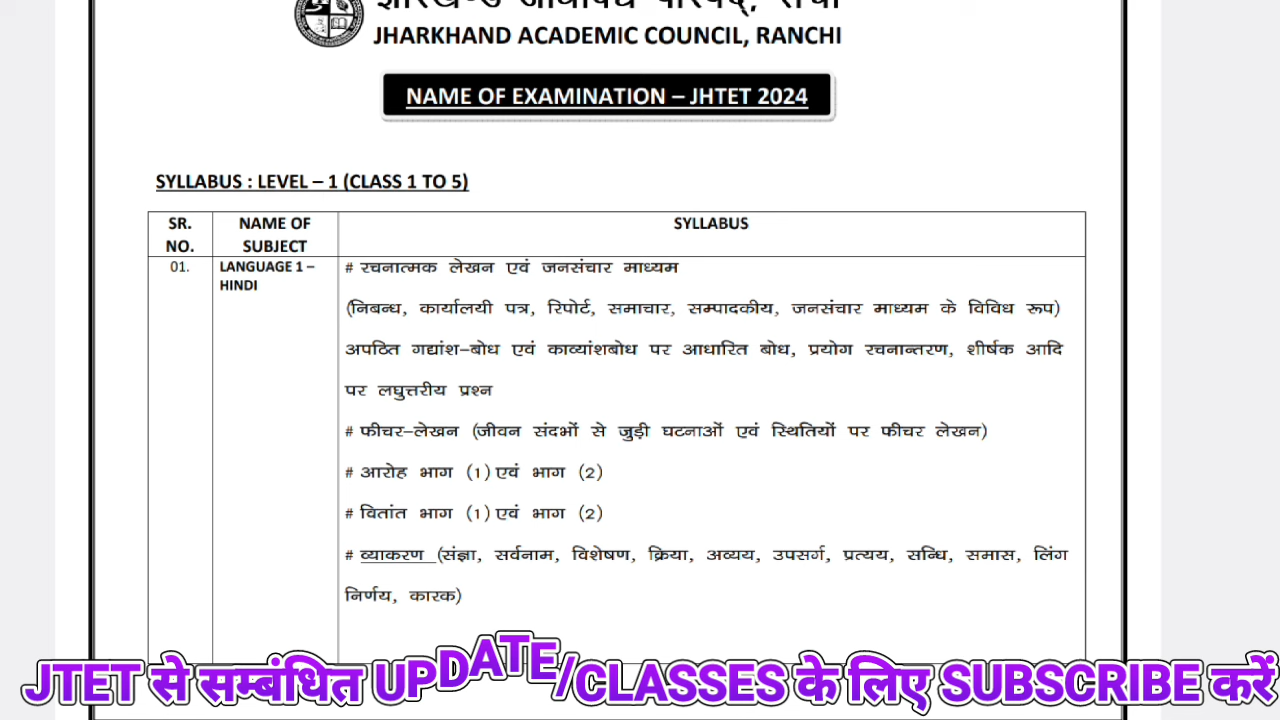 JHARKHAND ACADEMIC COUNCIL, RANCHI
NAME OF EXAMINATION – JHTET 2024
SYLLABUS : LEVEL – 1 (CLASS 1 TO 5)
SR. NO.
NAME OF SUBJECT
SYLLABUS
01.
LANGUAGE 1 –
HINDI
# रचनात्मक लेखन एवं जनसंचार माध्यम
(निबन्ध, कार्यालयी पत्र, रिपोर्ट, समाचार, सम्पादकीय, जनसंचार माध्यम के विविध रूप)
अपठित गद्यांश–बोध एवं काव्यांशबोध पर आधारित बोध, प्रयोग रचनान्तरण, शीर्षक आदि
पर लघुत्तरीय प्रश्न
# फीचर–लेखन (जीवन संदर्भो से जुड़ी घटनाओं एवं स्थितियों पर फीचर लेखन)
# आरोह भाग (1) एवं भाग (2)
# वितांत भाग (1) एवं भाग (2)
# व्याकरण (संज्ञा, सर्वनाम, विशेषण, क्रिया, अव्यय, उपसर्ग, प्रत्यय, सन्धि, समास, लिंग
निर्णय, कारक)
JTET से सम्बंधित UPDATE/CLASSES के लिए SUBSCRIBE करें